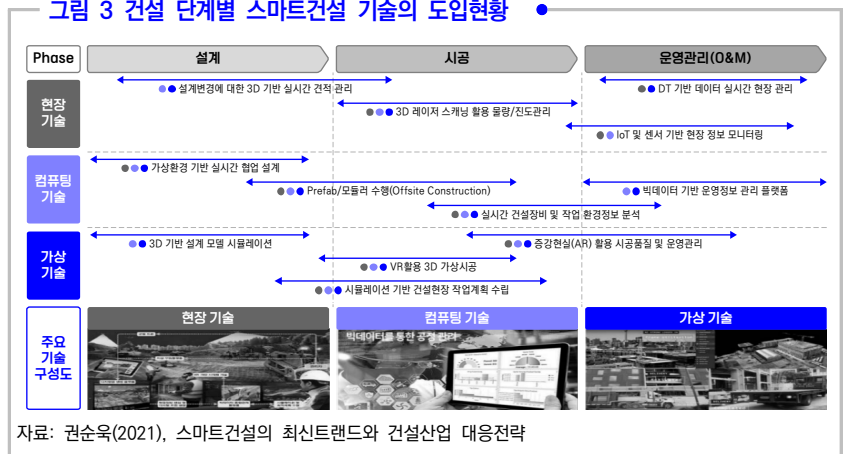 그림 3 건설 단계별 스마트건설 기술의 도입현황
Phase
설계
시공
운영관리(O&M)
현장
기술
설계변경에 대한 3D 기반 실시간 견적 관리
DT 기반 데이터 실시간 현장 관리
3D 레이저 스캐닝 활용 물량/진도관리
IoT 및 센서 기반 현장 정보 모니터링
컴퓨팅
기술
가상환경 기반 실시간 협업 설계
Prefab/모듈러 수행(Offsite Construction)
빅데이터 기반 운영정보 관리 플랫폼
실시간 건설장비 및 작업 환경정보 분석
가상
기술
3D 기반 설계 모델 시뮬레이션
증강현실(AR) 활용 시공품질 및 운영관리
VR활용 3D 가상시공
시뮬레이션 기반 건설현장 작업계획 수립
주요
기술
구성도
현장 기술
컴퓨팅 기술
가상 기술
빅데이터를 통한 공정 관리
자료: 권순욱(2021), 스마트건설의 최신트랜드와 건설산업 대응전략